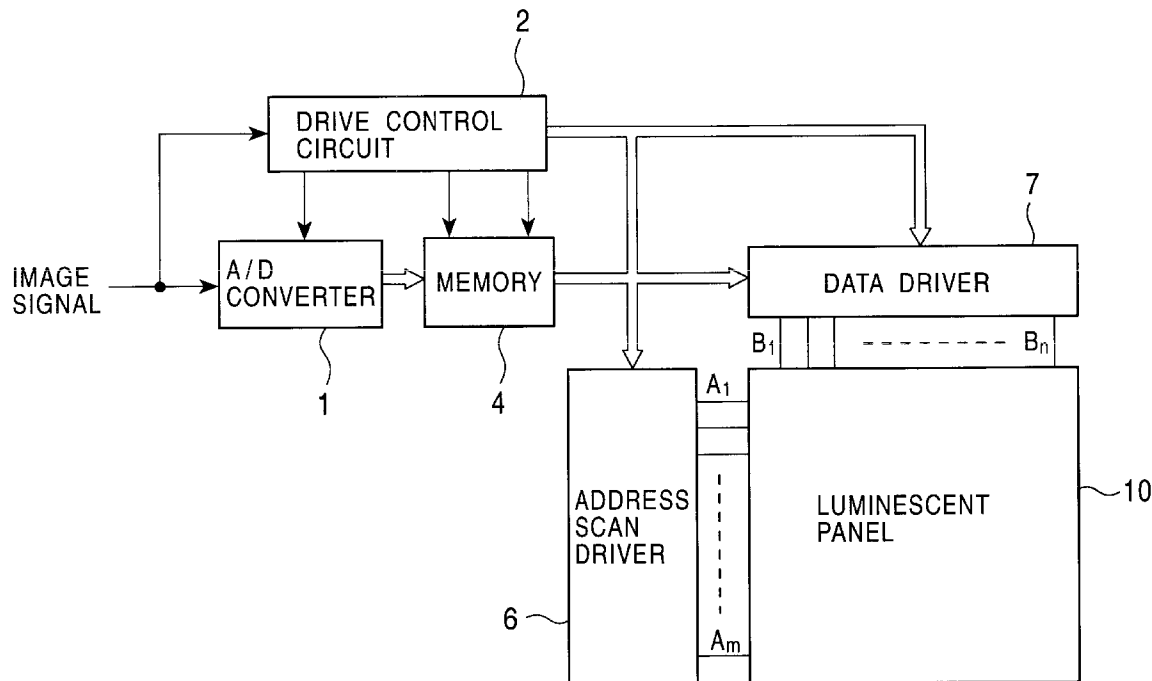 2
DRIVE CONTROL
CIRCUIT
7
IMAGE
SIGNAL
A/D
CONVERTER
MEMORY
DATA DRIVER
1
4
B1
Bn
A1
ADDRESS
SCAN
DRIVER
LUMINESCENT
PANEL
10
6
Am